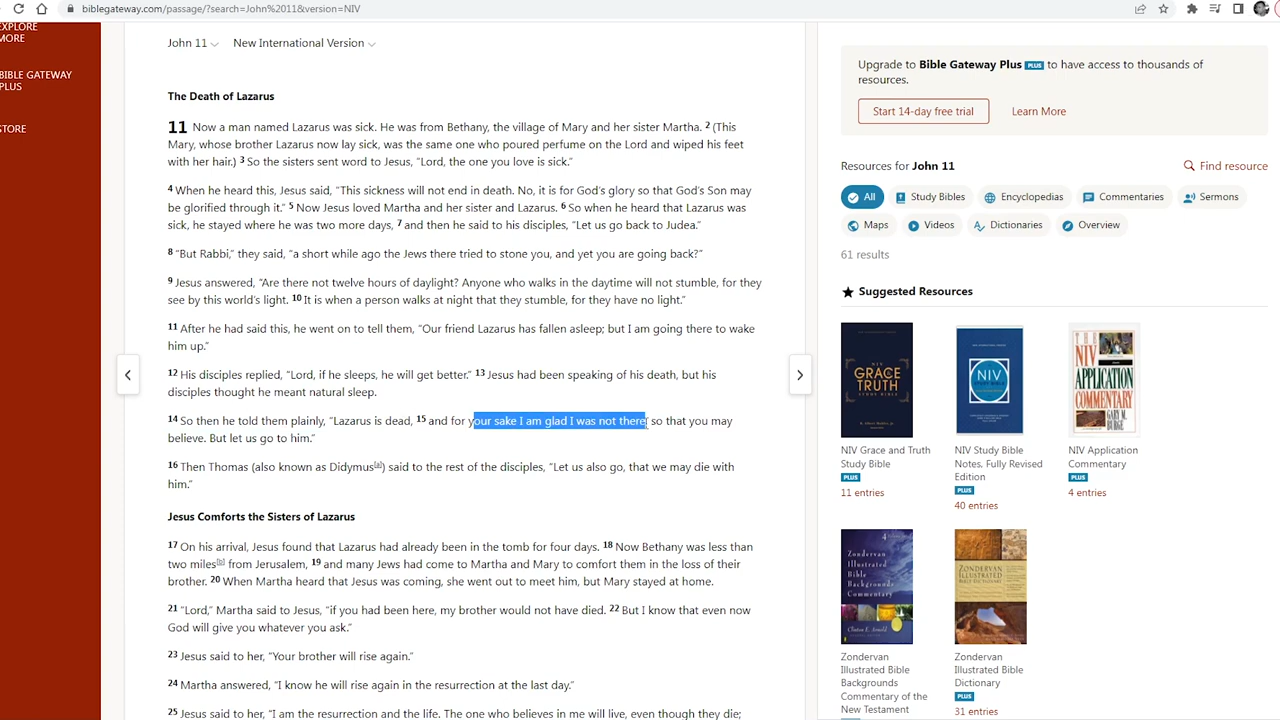 biblegateway.com/passage/?search=John%2011&version=NIV
EXPLORE
MORE
BIBLE GATEWAY
PLUS
STORE
John 11 New International Version
The Death of Lazarus
11 Now a man named Lazarus was sick. He was from Bethany, the village of Mary and her sister Martha. 2 (This
Mary, whose brother Lazarus now lay sick, was the same one who poured perfume on the Lord and wiped his feet
with her hair.) 3 So the sisters sent word to Jesus, “Lord, the one you love is sick.”
4 When he heard this, Jesus said, “This sickness will not end in death. No, it is for God’s glory so that God’s Son may
be glorified through it.” 5 Now Jesus loved Martha and her sister and Lazarus. 6 So when he heard that Lazarus was
sick, he stayed where he was two more days, 7 and then he said to his disciples, “Let us go back to Judea.”
8 “But Rabbi,” they said, “a short while ago the Jews there tried to stone you, and yet you are going back?”
9 Jesus answered, “Are there not twelve hours of daylight? Anyone who walks in the daytime will not stumble, for they
see by this world’s light. 10 It is when a person walks at night that they stumble, for they have no light.”
11 After he had said this, he went on to tell them, “Our friend Lazarus has fallen asleep; but I am going there to wake
him up.”
12 His disciples replied, “Lord, if he sleeps, he will get better.” 13 Jesus had been speaking of his death, but his
disciples thought he meant natural sleep.
14 So then he told them plainly, “Lazarus is dead, 15 and for your sake I am glad I was not there, so that you may
believe. But let us go to him.”
16 Then Thomas (also known as Didymus[a]) said to the rest of the disciples, “Let us also go, that we may die with
him.”
Jesus Comforts the Sisters of Lazarus
17 On his arrival, Jesus found that Lazarus had already been in the tomb for four days. 18 Now Bethany was less than
two miles[b] from Jerusalem, 19 and many Jews had come to Martha and Mary to comfort them in the loss of their
brother. 20 When Martha heard that Jesus was coming, she went out to meet him, but Mary stayed at home.
21 “Lord,” Martha said to Jesus, “if you had been here, my brother would not have died. 22 But I know that even now
God will give you whatever you ask.”
23 Jesus said to her, “Your brother will rise again.”
24 Martha answered, “I know he will rise again in the resurrection at the last day.”
25 Jesus said to her, “I am the resurrection and the life. The one who believes in me will live, even though they die;
Upgrade to Bible Gateway Plus PLUS to have access to thousands of
resources.
Start 14-day free trial Learn More
Resources for John 11 Find resource
All Study Bibles Encyclopedias Commentaries Sermons
Maps Videos Dictionaries Overview
61 results
Suggested Resources
GRACE
TRUTH
NIV
STUDY BIBLE
THE
NIV
APPLICATION
COMMENTARY
GARY M.
BURGE
NIV Grace and Truth
Study Bible
PLUS
11 entries
NIV Study Bible
Notes, Fully Revised
Edition
PLUS
40 entries
NIV Application
Commentary
PLUS
4 entries
4
Zondervan
Illustrated Bible
Backgrounds
Commentary
Clinton E. Arnold
ZONDERVAN
ILLUSTRATED
BIBLE
DICTIONARY
Zondervan
Illustrated Bible
Backgrounds
Commentary of the
New Testament
Zondervan
Illustrated Bible
Dictionary
PLUS
31 entries